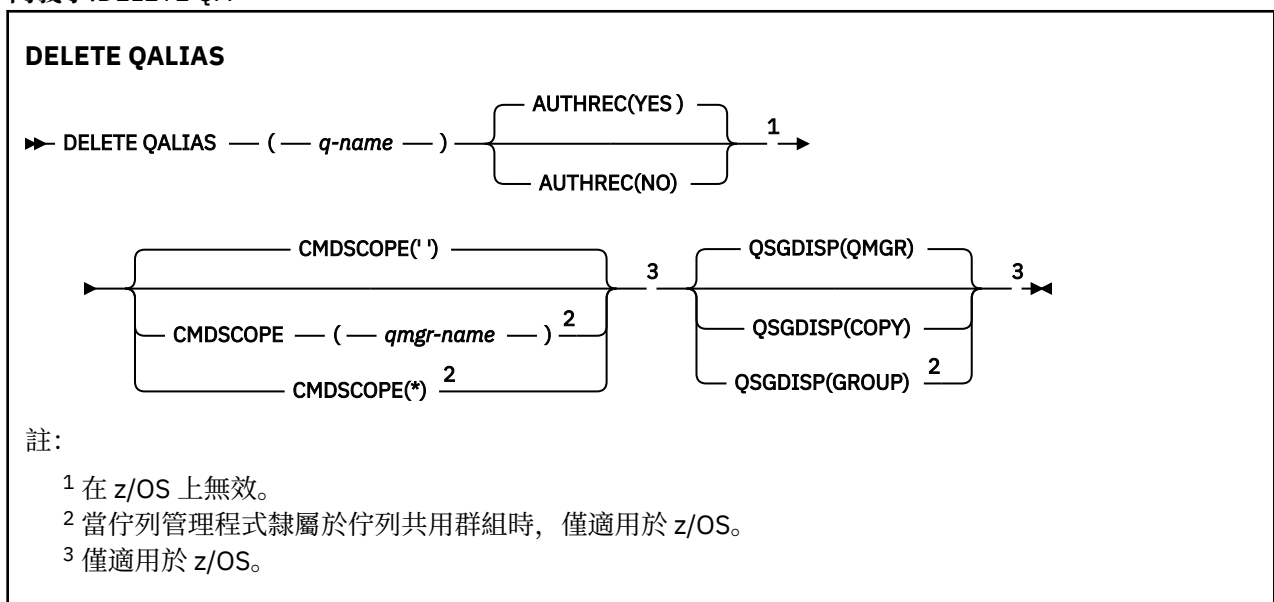 DELETE QALIAS
AUTHREC(YES )
DELETE QALIAS ( q-name ) 1
AUTHREC(NO)
CMDSCOPE(' ') QSGDISP(QMGR)
3 3
CMDSCOPE ( qmgr-name ) 2 QSGDISP(COPY)
CMDSCOPE(*) 2 QSGDISP(GROUP) 2
註：
1 在 z/OS 上無效。
2 當佇列管理程式隸屬於佇列共用群組時，僅適用於 z/OS。
3 僅適用於 z/OS。